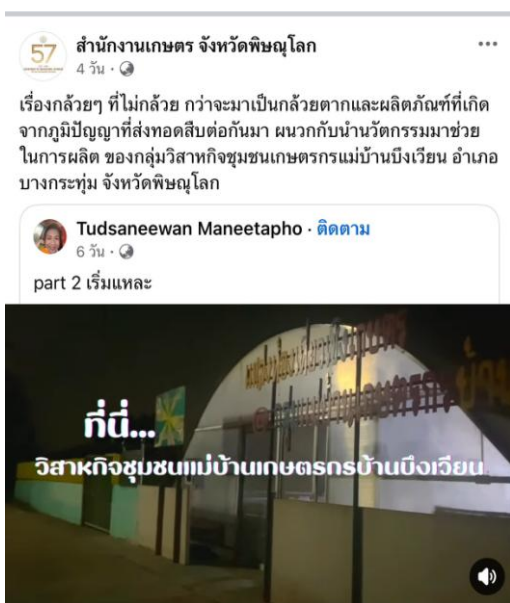 57
สำนักงานเกษตร จังหวัดพิษณุโลก
4 วัน ·
เรื่องกล้วยๆ ที่ไม่กล้วย กว่าจะมาเป็นกล้วยตากและผลิตภัณฑ์ที่เกิด
จากภูมิปัญญาที่ส่งทอดสืบต่อกันมา ผนวกกับนำนวัตกรรมมาช่วย
ในการผลิต ของกลุ่มวิสาหกิจชุมชนเกษตรกรแม่บ้านบึงเวียน อำเภอ
บางกระทุ่ม จังหวัดพิษณุโลก
Tudsaneewan Maneetapho · ติดตาม
6 วัน ·
part 2 เริ่มแหละ
ที่นี่...
วิสาหกิจชุมชนแม่บ้านเกษตรกรบ้านบึงเวียน